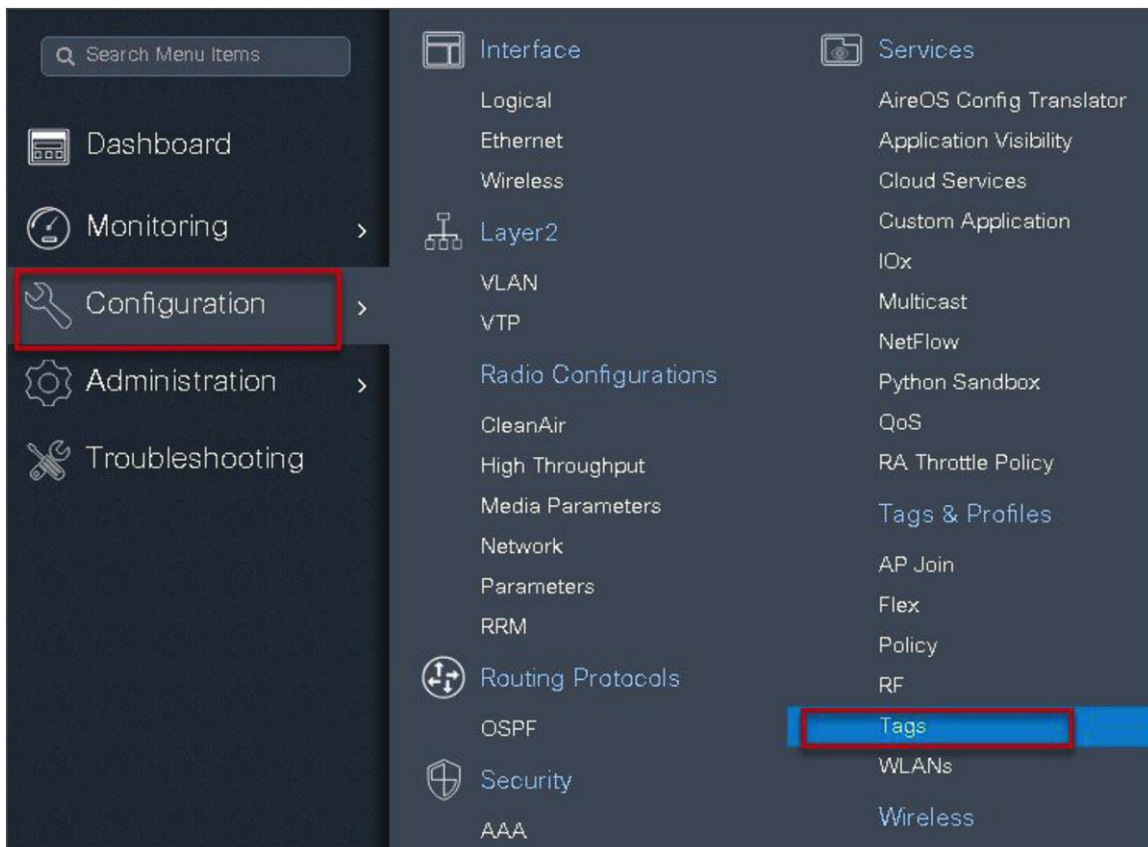 Search Menu Items
Dashboard
Monitoring
Configuration
Administration
Troubleshooting
Interface
Logical
Ethernet
Wireless
Layer2
VLAN
VTP
Radio Configurations
CleanAir
High Throughput
Media Parameters
Network
Parameters
RRM
Routing Protocols
OSPF
Security
AAA
Services
AireOS Config Translator
Application Visibility
Cloud Services
Custom Application
IOx
Multicast
NetFlow
Python Sandbox
QoS
RA Throttle Policy
Tags & Profiles
AP Join
Flex
Policy
RF
Tags
WLANs
Wireless